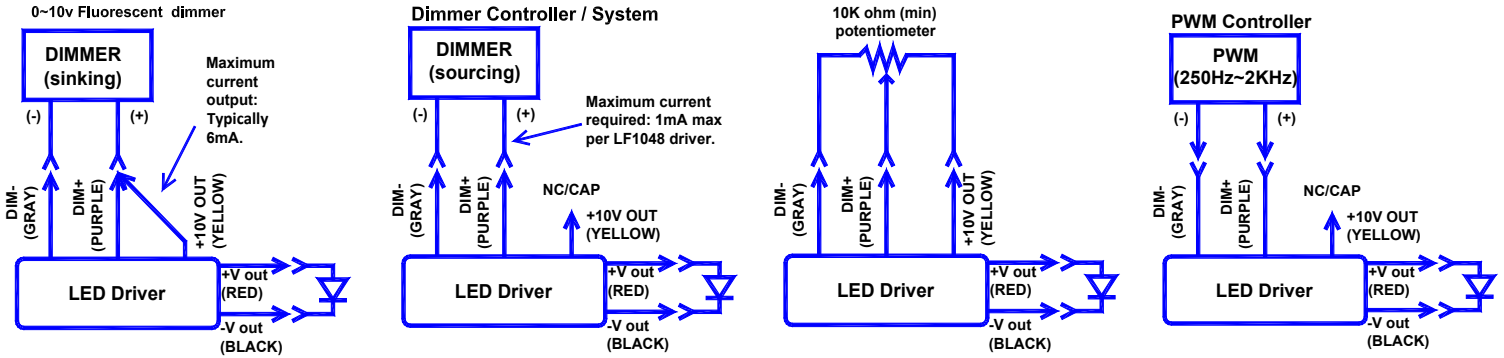 0~10v Fluorescent dimmer
DIMMER
(sinking)
Maximum
current
output:
Typically
6mA.
(-)
(+)
DIM-
(GRAY)
DIM+
(PURPLE)
+10V OUT
(YELLOW)
LED Driver
+V out
(RED)
-V out
(BLACK)
Dimmer Controller / System
DIMMER
(sourcing)
(-)
(+)
Maximum current
required: 1mA max
per LF1048 driver.
DIM-
(GRAY)
DIM+
(PURPLE)
NC/CAP
+10V OUT
(YELLOW)
LED Driver
+V out
(RED)
-V out
(BLACK)
10K ohm (min)
potentiometer
DIM-
(GRAY)
DIM+
(PURPLE)
+10V OUT
(YELLOW)
LED Driver
+V out
(RED)
-V out
(BLACK)
PWM Controller
PWM
(250Hz~2KHz)
(-)
(+)
DIM-
(GRAY)
DIM+
(PURPLE)
NC/CAP
+10V OUT
(YELLOW)
LED Driver
+V out
(RED)
-V out
(BLACK)